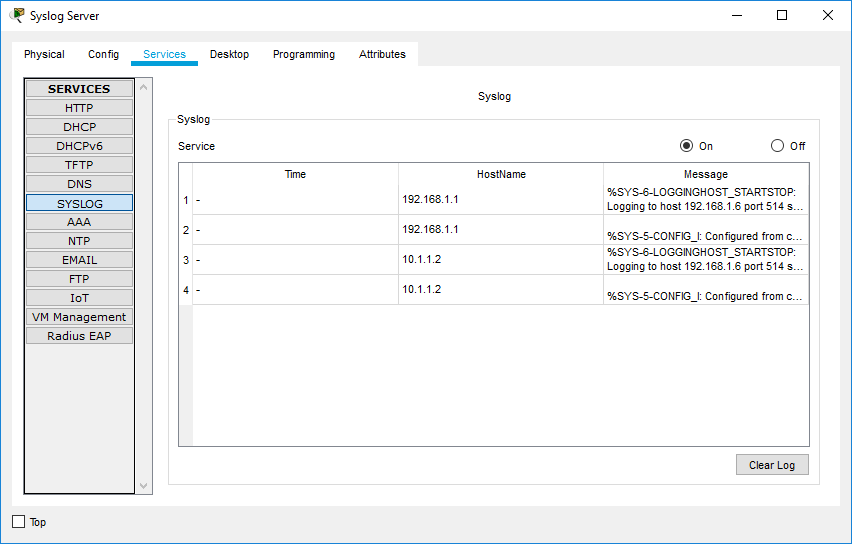 Syslog Server
Physical Config Services Desktop Programming Attributes
SERVICES
HTTP
DHCP
DHCPv6
TFTP
DNS
SYSLOG
AAA
NTP
EMAIL
FTP
IoT
VM Management
Radius EAP
Syslog
Syslog
Service On Off
Time HostName Message
1 - 192.168.1.1 %SYS-6-LOGGINGHOST_STARTSTOP:
Logging to host 192.168.1.6 port 514 s...
2 - 192.168.1.1 %SYS-5-CONFIG_I: Configured from c...
3 - 10.1.1.2 %SYS-6-LOGGINGHOST_STARTSTOP:
Logging to host 192.168.1.6 port 514 s...
4 - 10.1.1.2 %SYS-5-CONFIG_I: Configured from c...
Clear Log
Top